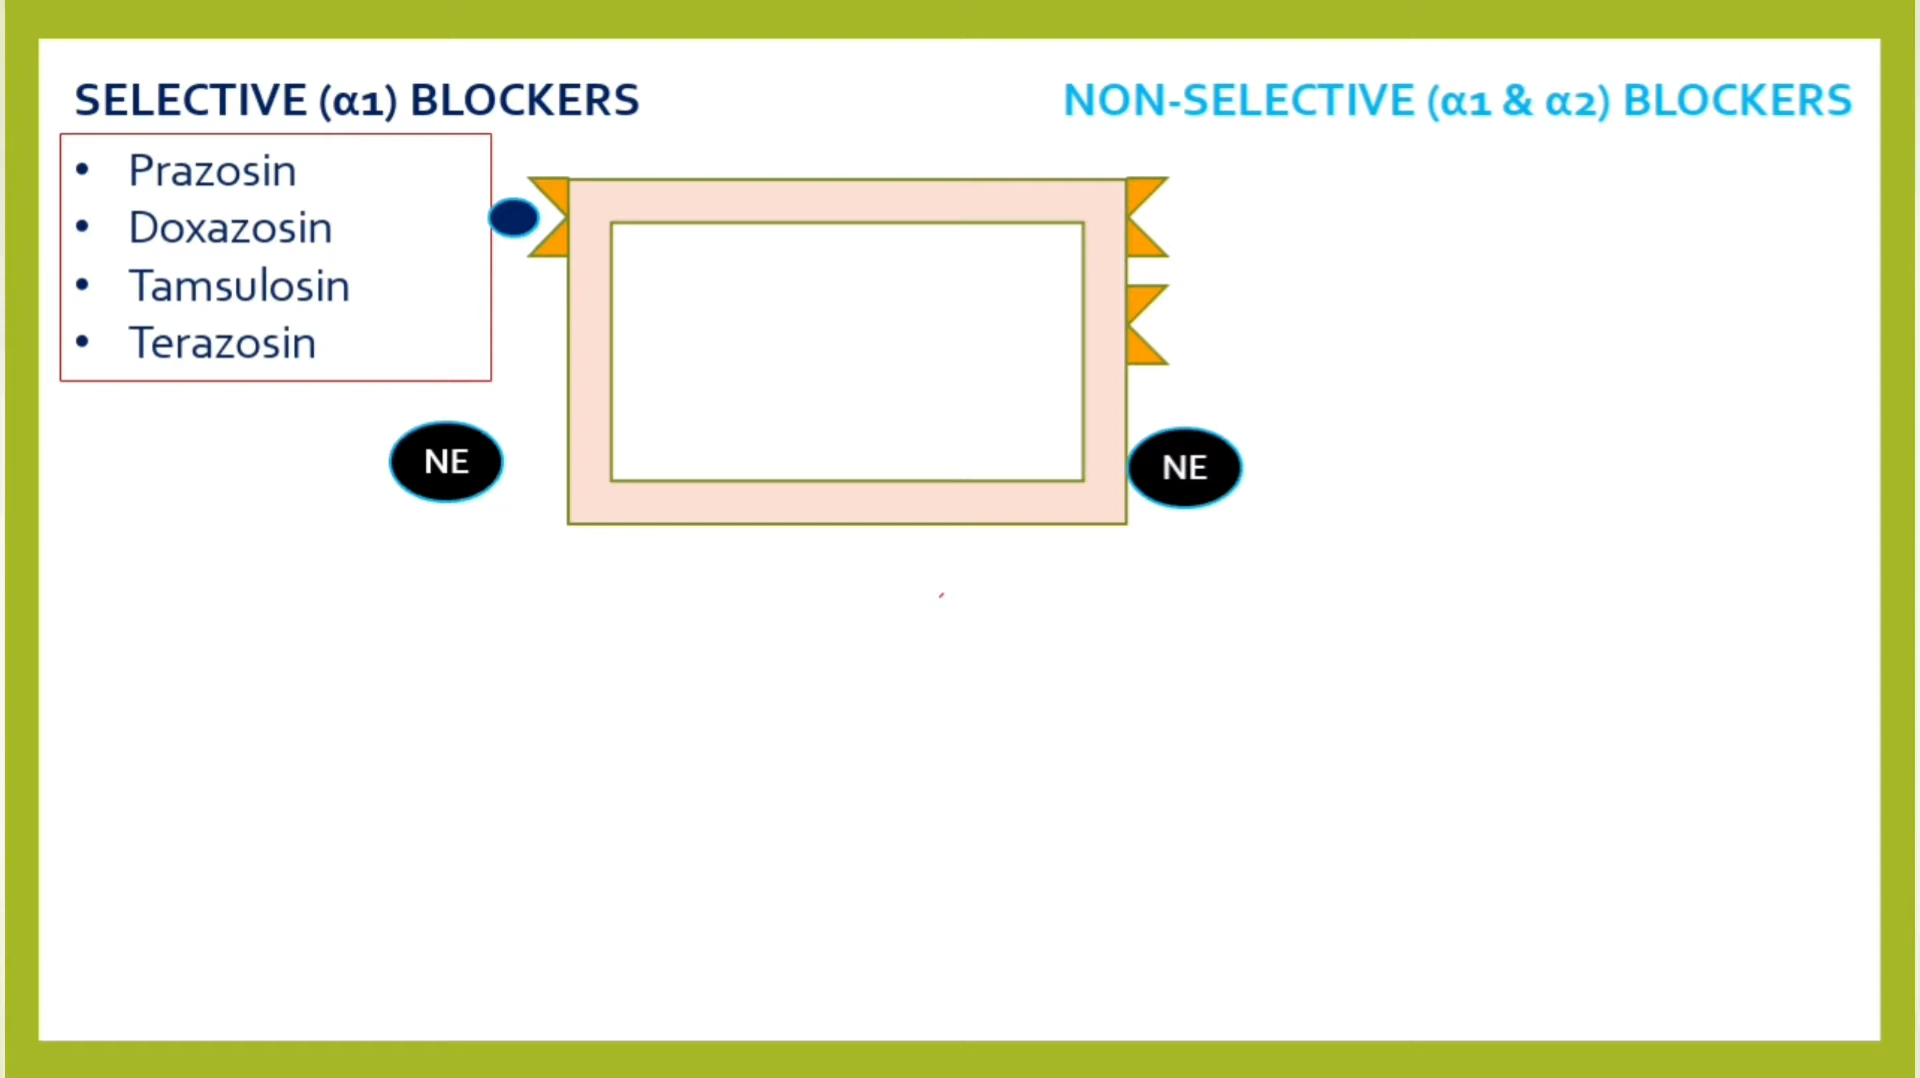 SELECTIVE (α1) BLOCKERS
NON-SELECTIVE (α1 & α2) BLOCKERS
• Prazosin
• Doxazosin
• Tamsulosin
• Terazosin
NE
NE